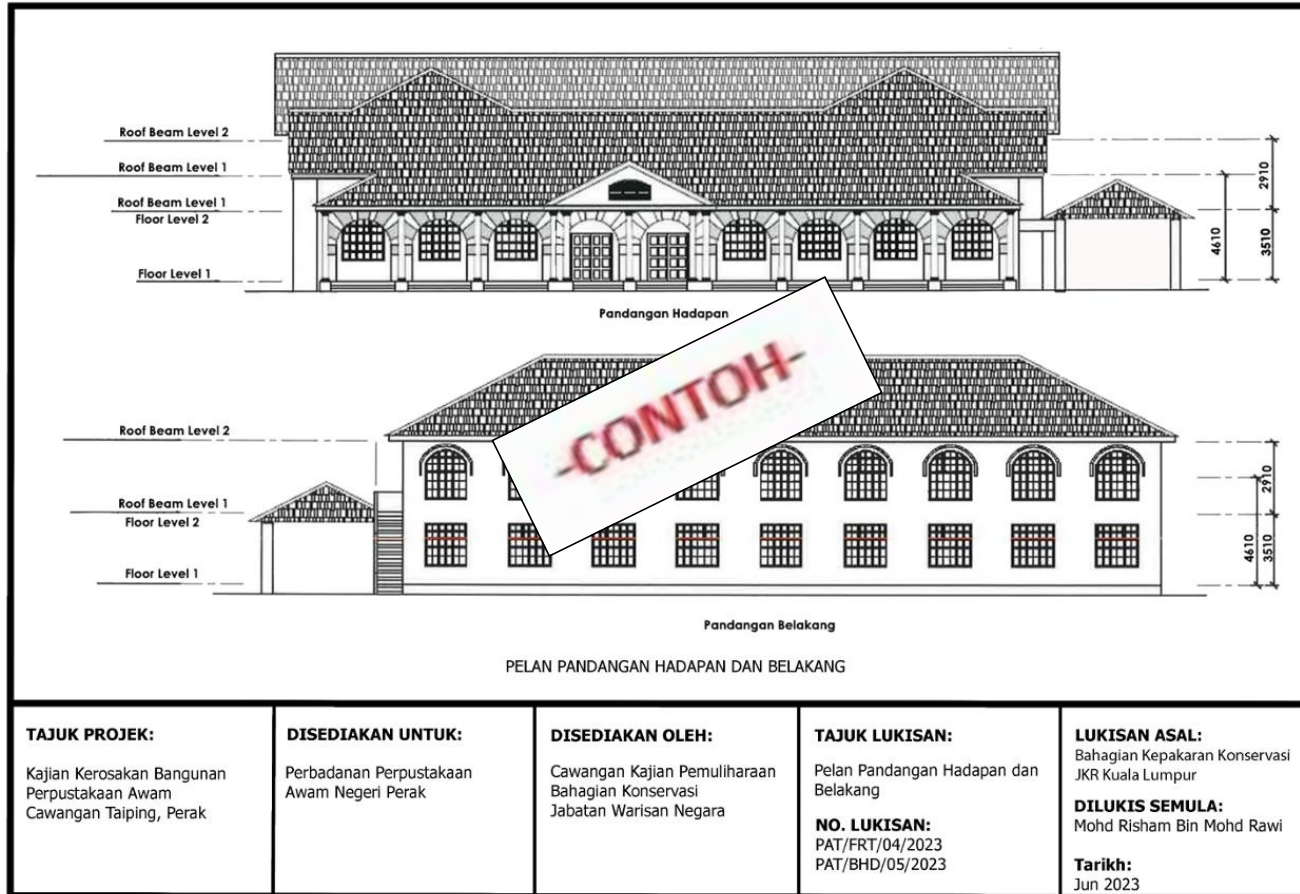 Roof Beam Level 2
Roof Beam Level 1
Roof Beam Level 1
Floor Level 2
Floor Level 1
2910
4610
3510
Pandangan Hadapan
-CONTOH-
Roof Beam Level 2
Roof Beam Level 1
Floor Level 2
Floor Level 1
2910
4610
3510
Pandangan Belakang
PELAN PANDANGAN HADAPAN DAN BELAKANG
TAJUK PROJEK:
Kajian Kerosakan Bangunan
Perpustakaan Awam
Cawangan Taiping, Perak
DISEDIAKAN UNTUK:
Perbadanan Perpustakaan
Awam Negeri Perak
DISEDIAKAN OLEH:
Cawangan Kajian Pemuliharaan
Bahagian Konservasi
Jabatan Warisan Negara
TAJUK LUKISAN:
Pelan Pandangan Hadapan dan
Belakang
NO. LUKISAN:
PAT/FRT/04/2023
PAT/BHD/05/2023
LUKISAN ASAL:
Bahagian Kepakaran Konservasi
JKR Kuala Lumpur
DILUKIS SEMULA:
Mohd Risham Bin Mohd Rawi
Tarikh:
Jun 2023